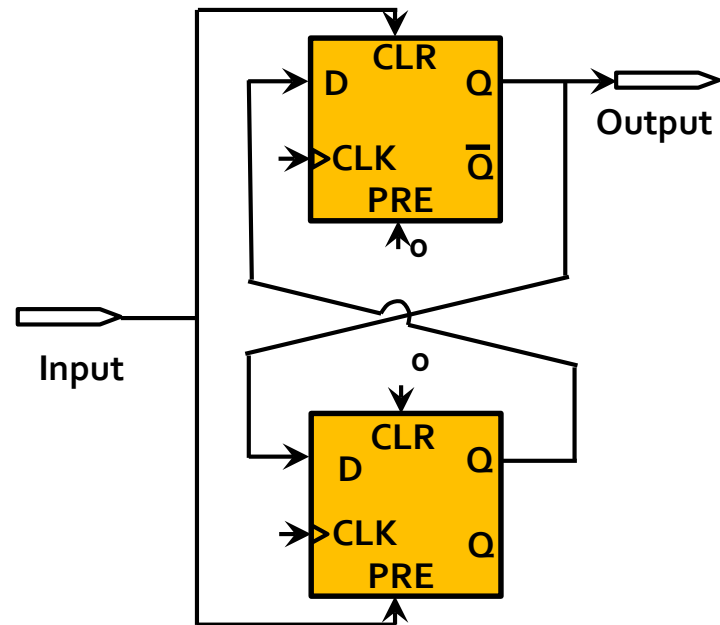 CLR
D Q
Output
CLK Q̅
PRE
o
Input
o
CLR
D Q
CLK Q
PRE